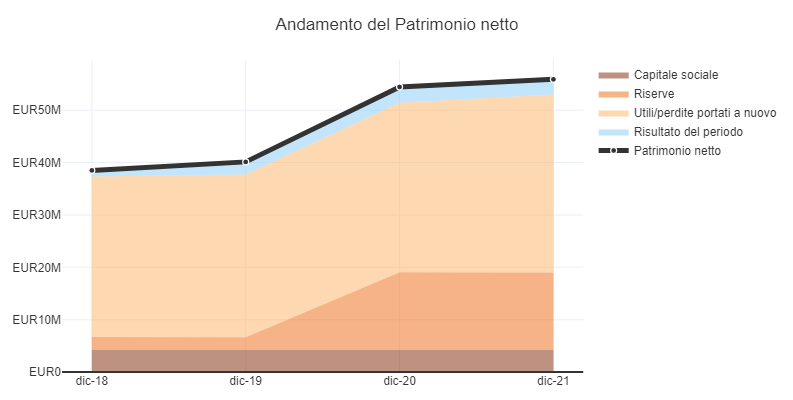 Andamento del Patrimonio netto
Capitale sociale
Riserve
Utili/perdite portati a nuovo
Risultato del periodo
Patrimonio netto
EUR50M
EUR40M
EUR30M
EUR20M
EUR10M
EUR0
dic-18 dic-19 dic-20 dic-21